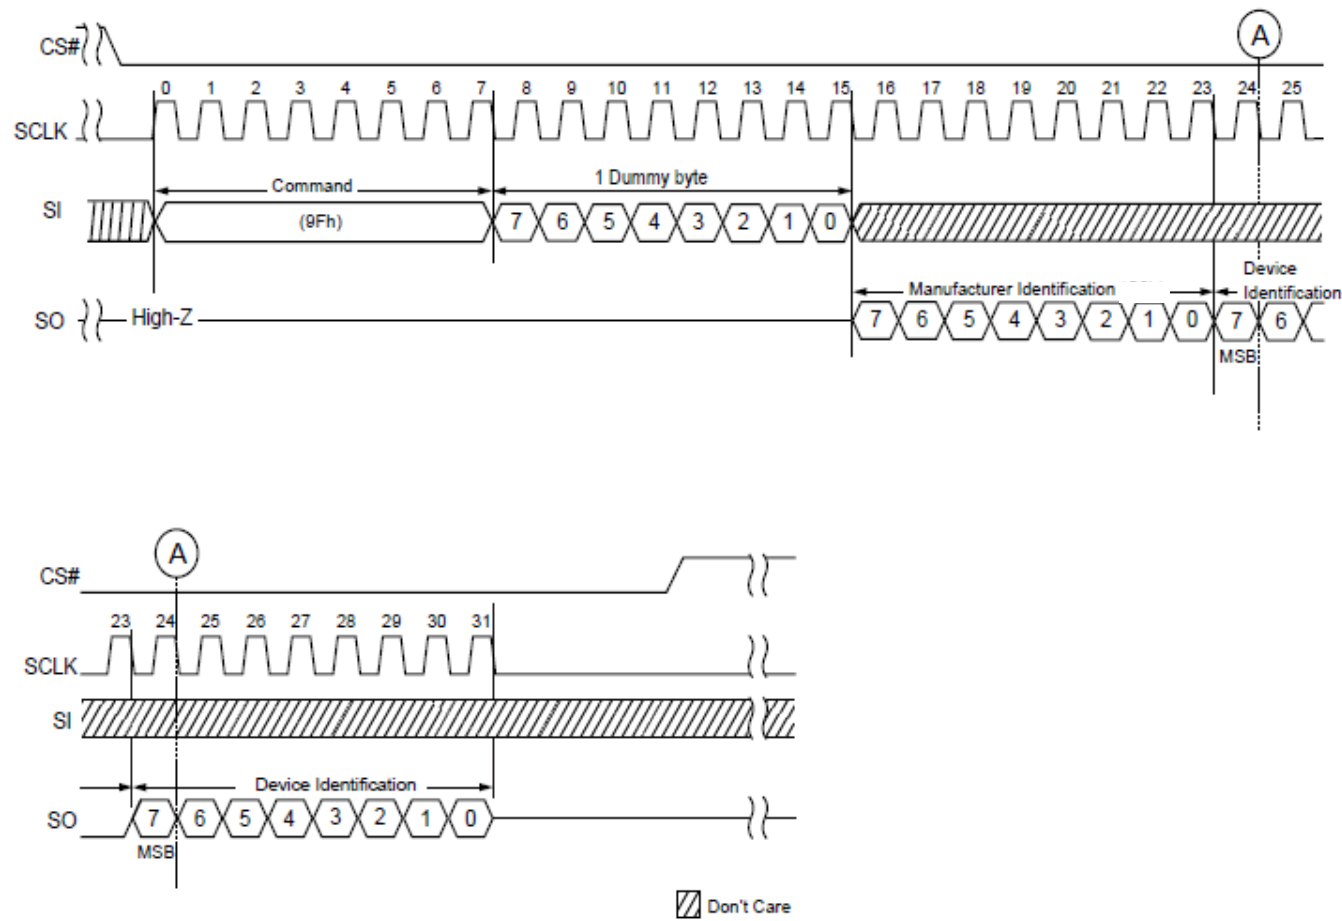 A
CS#
0 1 2 3 4 5 6 7 8 9 10 11 12 13 14 15 16 17 18 19 20 21 22 23 24 25
SCLK
Command 1 Dummy byte
SI (9Fh) 7 6 5 4 3 2 1 0
Device
Manufacturer Identification Identification
SO High-Z 7 6 5 4 3 2 1 0 7 6
MSB
A
CS#
23 24 25 26 27 28 29 30 31
SCLK
SI
Device Identification
SO 7 6 5 4 3 2 1 0
MSB
Don't Care